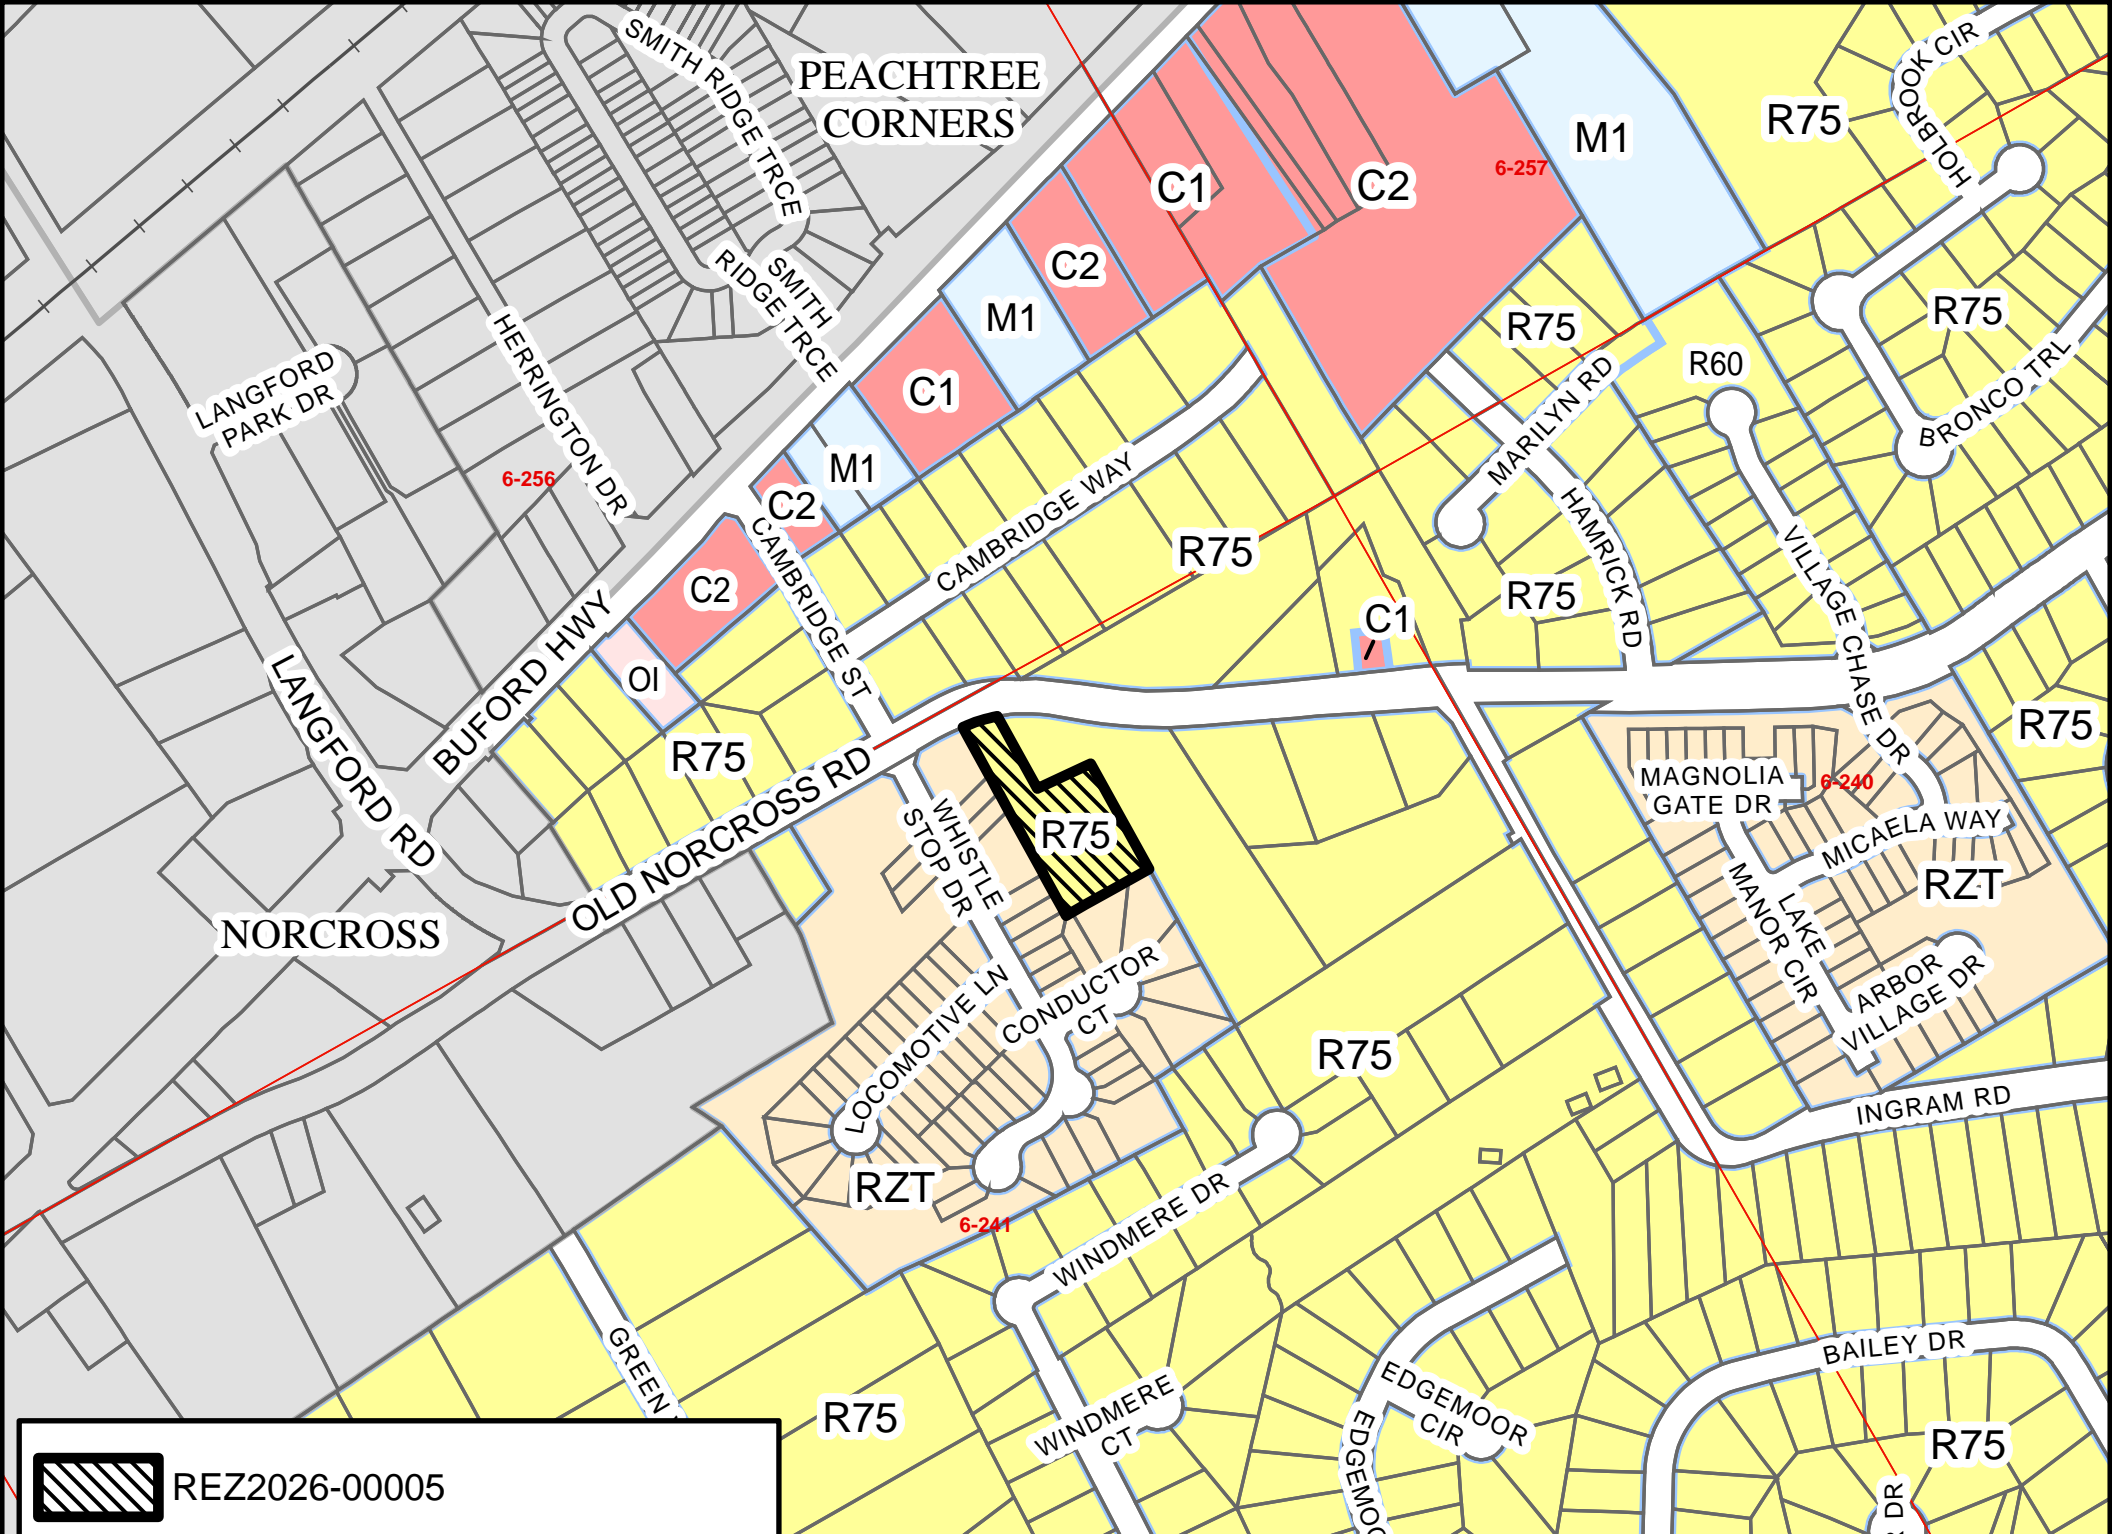 SMITH RIDGE TRCE
PEACHTREE
CORNERS
HOLBROOK CIR
R75
M1
6-257
C1
C2
C2
SMITH
RIDGE TRCE
M1
R75
R75
HERRINGTON DR
LANGFORD
PARK DR
C1
R60
MARILYN RD
BRONCO TRL
6-256
M1
C2
CAMBRIDGE WAY
R75
HAMRICK RD
VILLAGE CHASE DR
C2
CAMBRIDGE ST
R75
C1
BUFORD HWY
OI
LANGFORD RD
R75
R75
OLD NORCROSS RD
MAGNOLIA
GATE DR
6-240
WHISTLE
STOP DR
R75
MICAELA WAY
RZT
NORCROSS
LAKE
MANOR CIR
ARBOR
VILLAGE DR
LOCOMOTIVE LN
CONDUCTOR
CT
R75
INGRAM RD
RZT
6-241
WINDMERE DR
GREEN
BAILEY DR
R75
WINDMERE
CT
EDGEMOOR
CIR
EDGEMOO
R75
DR
REZ2026-00005